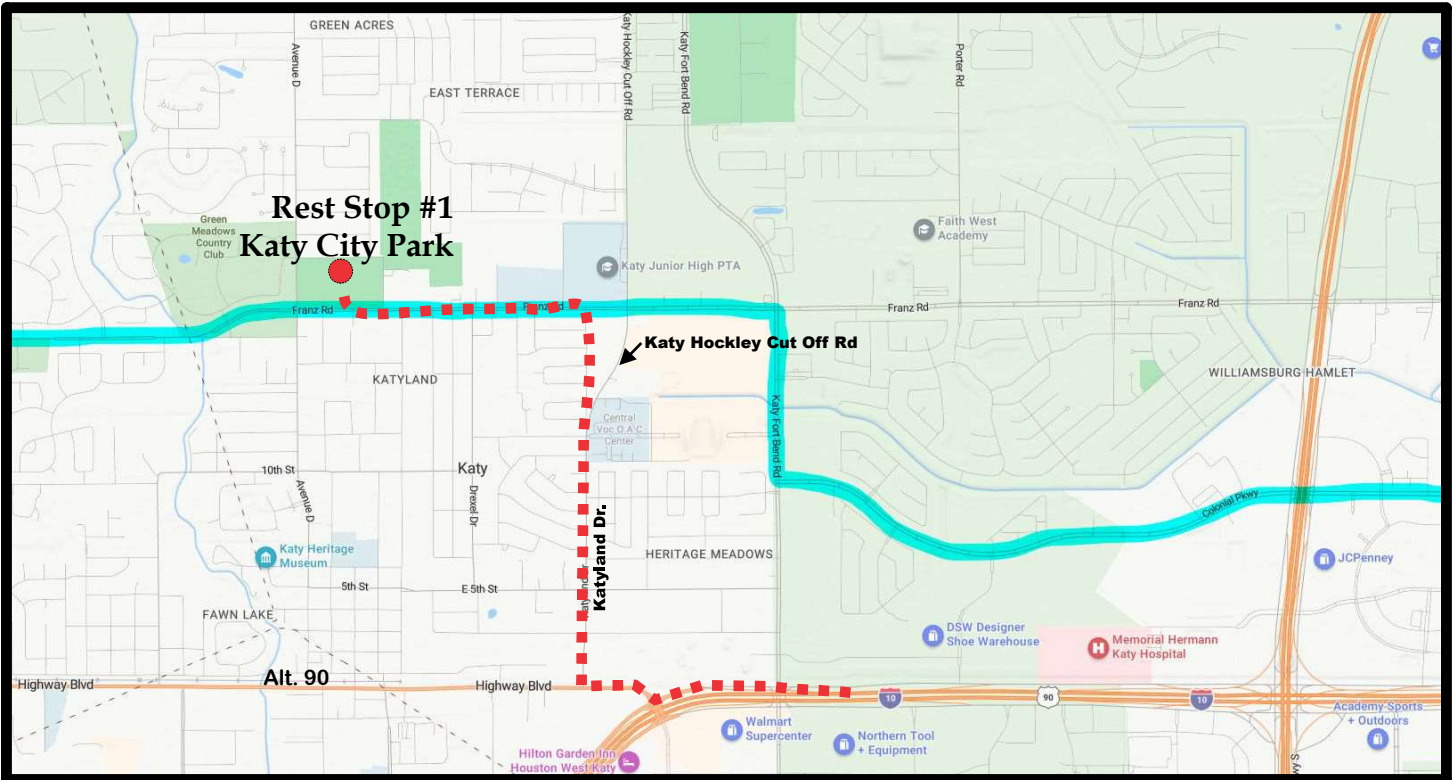 GREEN ACRES
Avenue D
Katy Hockley Cut Off Rd
Katy Fort Bend Rd
Porter Rd
EAST TERRACE
Rest Stop #1
Katy City Park
Green
Meadows
Country
Club
Faith West
Academy
Katy Junior High PTA
Franz Rd
Franz Rd
Franz Rd
Franz Rd
Katy Hockley Cut Off Rd
KATYLAND
WILLIAMSBURG HAMLET
Central
Voc O.A.C
Center
Katy Fort Bend Rd
10th St
Katy
Avenue D
Drexel Dr
Colonial Pkwy
Katyland Dr.
Katy Heritage
Museum
HERITAGE MEADOWS
JCPenney
5th St
E 5th St
FAWN LAKE
DSW Designer
Shoe Warehouse
Memorial Hermann
Katy Hospital
H
Highway Blvd
Alt. 90
Highway Blvd
10
90
10
Walmart
Supercenter
Northern Tool
+ Equipment
Academy Sports
+ Outdoors
Hilton Garden Inn
Houston West Katy